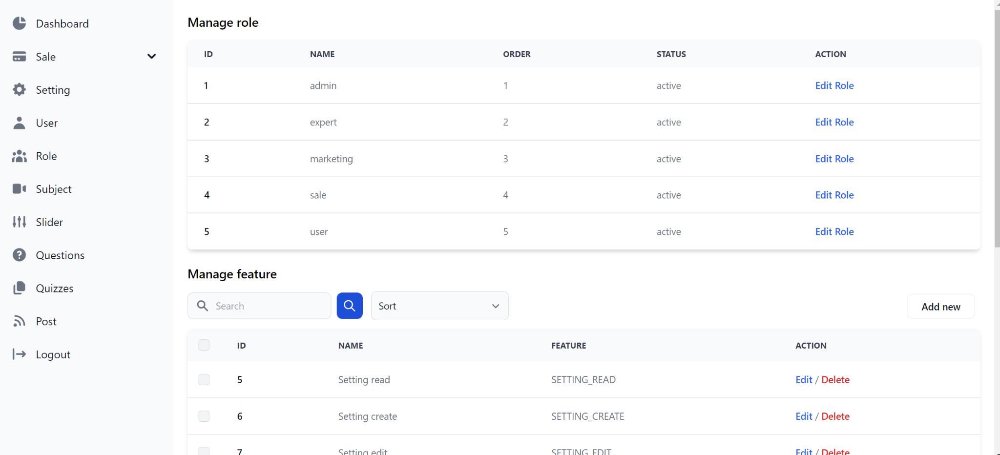 Dashboard
Sale
Setting
User
Role
Subject
Slider
Questions
Quizzes
Post
Logout
Manage role
ID NAME ORDER STATUS ACTION
1 admin 1 active Edit Role
2 expert 2 active Edit Role
3 marketing 3 active Edit Role
4 sale 4 active Edit Role
5 user 5 active Edit Role
Manage feature
Search Sort Add new
ID NAME FEATURE ACTION
5 Setting read SETTING_READ Edit / Delete
6 Setting create SETTING_CREATE Edit / Delete
7 Setting edit SETTING_EDIT Edit / Delete